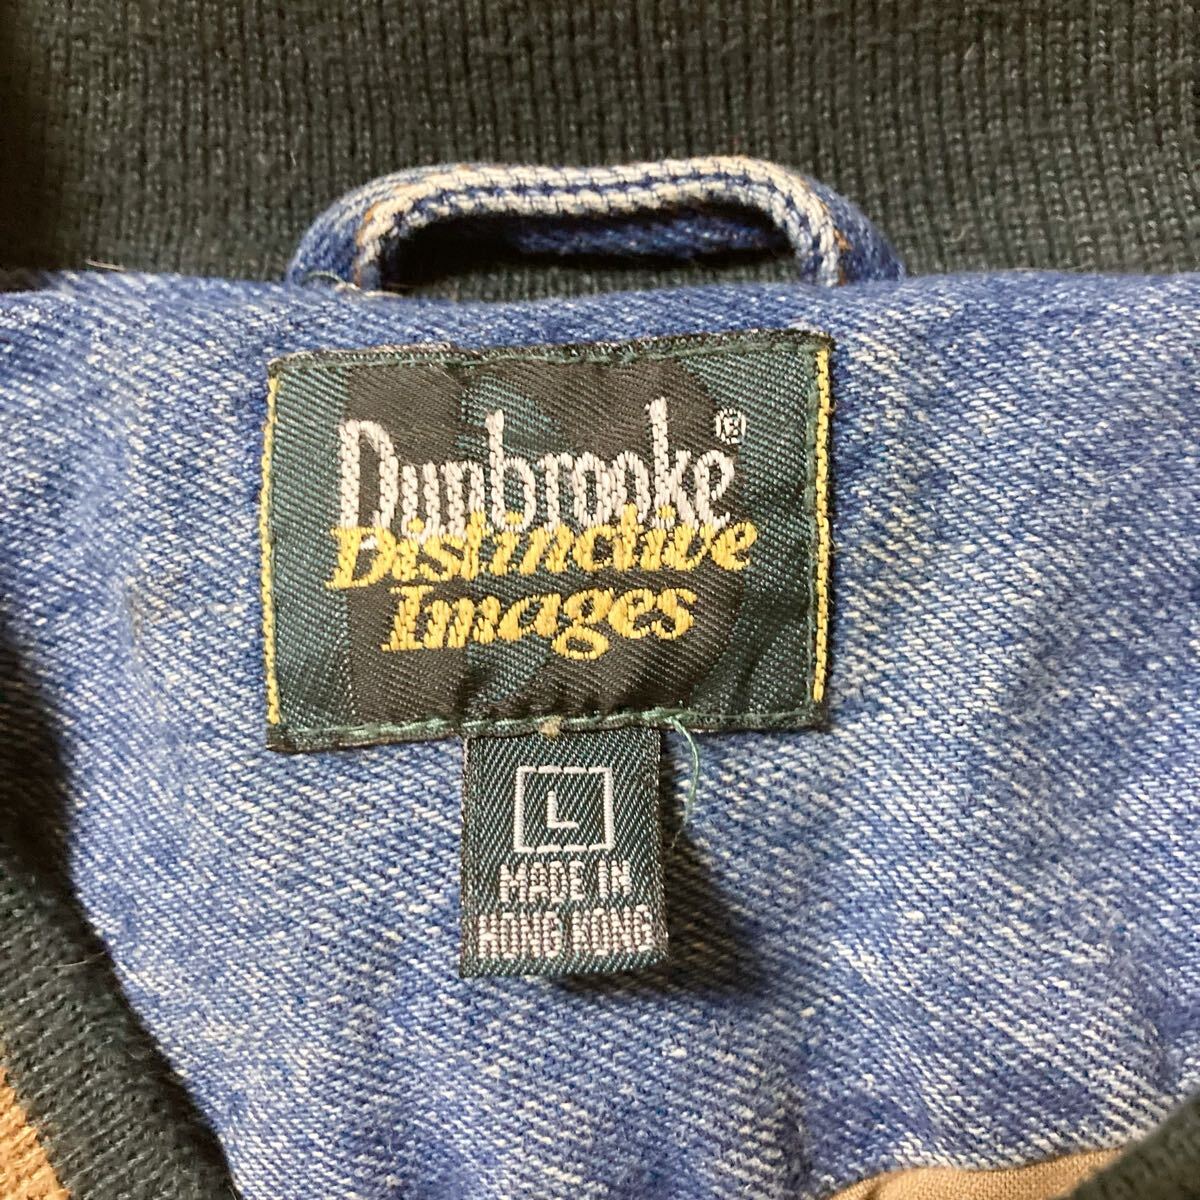 Dunbrooke®
Distinctive
Images
L
MADE IN
HONG KONG